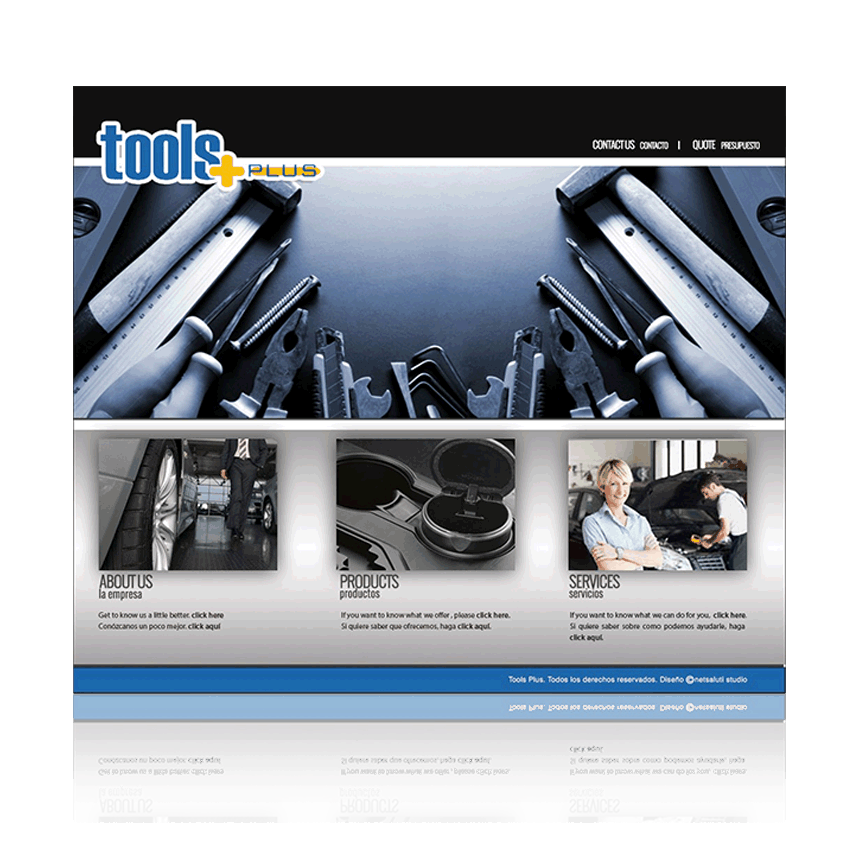 tools
+ PLUS
CONTACT US CONTACTO | QUOTE PRESUPUESTO
ABOUT US
la empresa
Get to know us a little better. click here
Conózcanos un poco mejor. click aquí
PRODUCTS
productos
If you want to know what we offer , please click here.
Si quiere saber que ofrecemos, haga click aquí.
SERVICES
servicios
If you want to know what we can do for you, click here.
Si quiere saber sobre como podemos ayudarle, haga
click aquí.
Tools Plus. Todos los derechos reservados. Diseño netsaluti studio